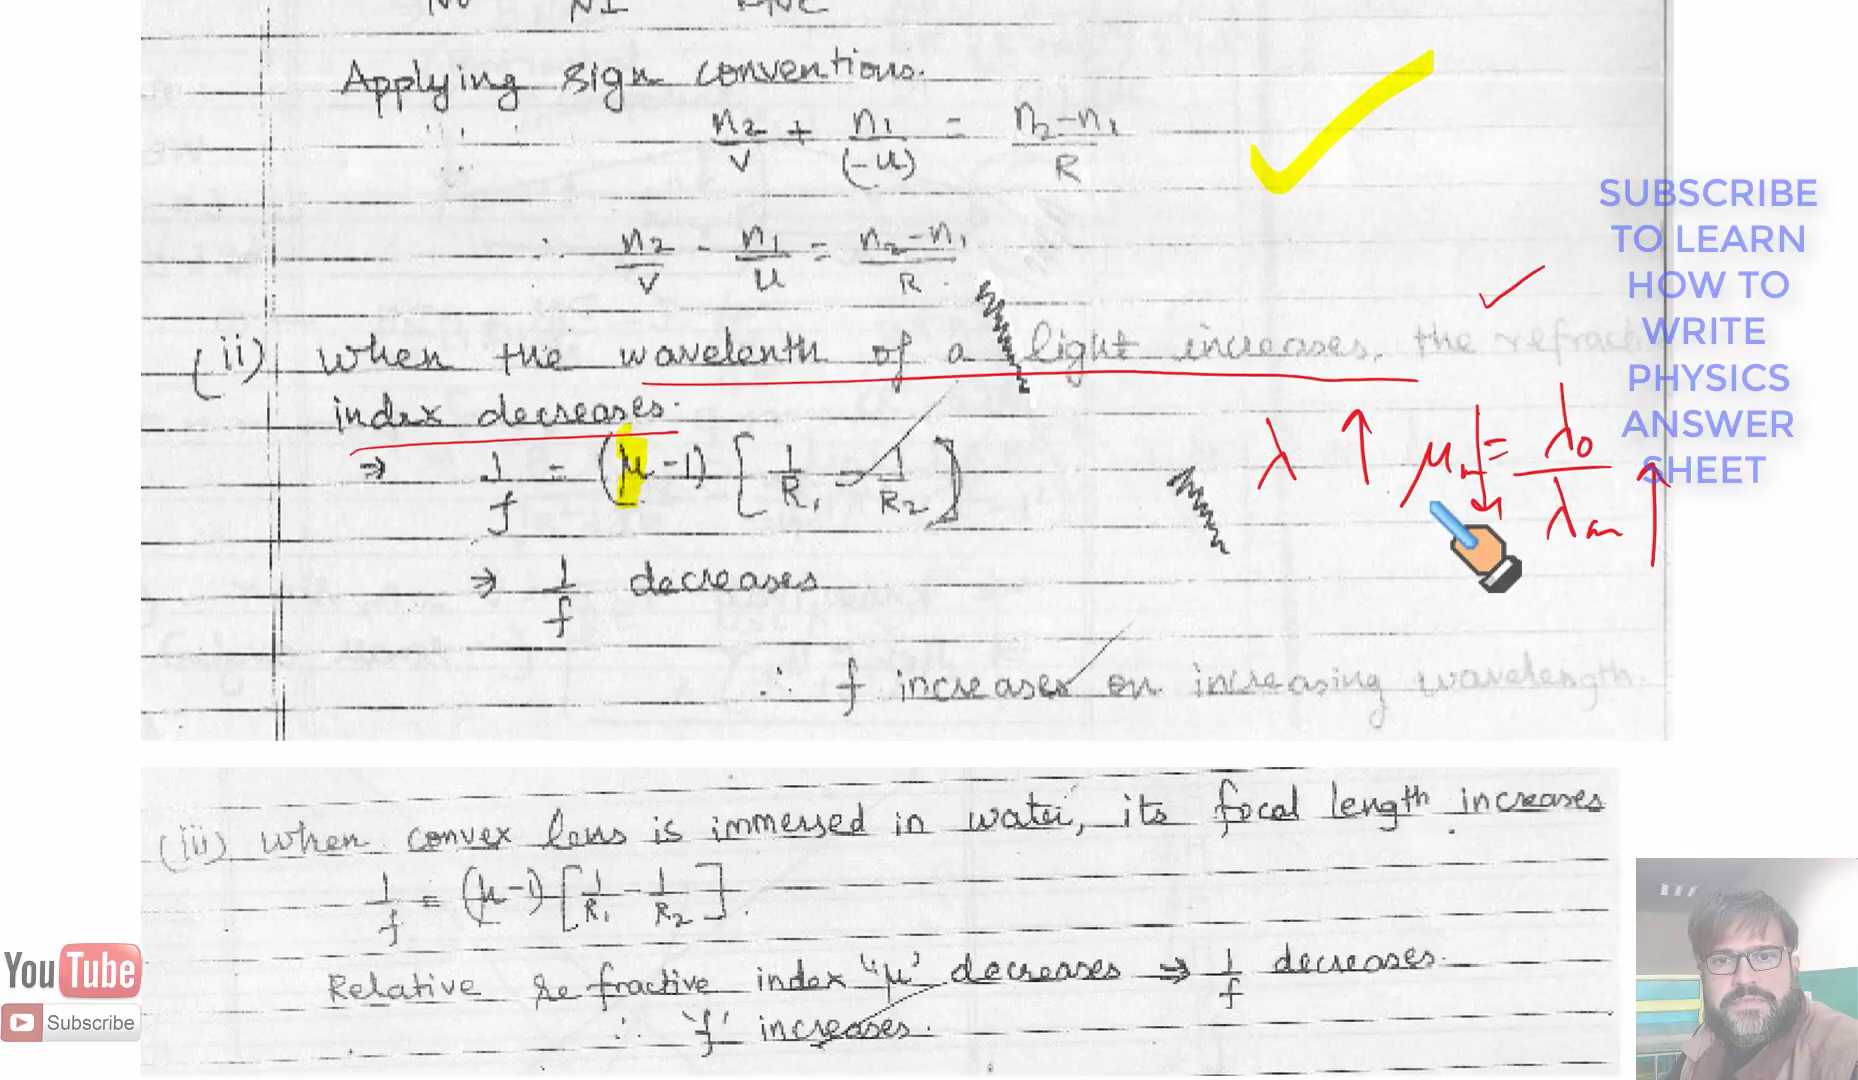 Applying sign conventions.
n2/v + n1/(-u) = n2-n1/R
∴ n2/v - n1/u = n2-n1/R
(ii) when the wavelenth of a light increases, the refract
index decreases.
⇒ 1/f = (μ-1) [1/R1 - 1/R2]
λ ↑ μm ↓ = λ0/λm ↑
⇒ 1/f decreases
∴ f increases on increasing wavelength.
(iii) when convex lens is immersed in water, its focal length increases
1/f = (μ-1) [1/R1 - 1/R2].
Relative refractive index "μ" decreases ⇒ 1/f decreases.
∴ 'f' increases.
SUBSCRIBE
TO LEARN
HOW TO
WRITE
PHYSICS
ANSWER
SHEET
YouTube
Subscribe